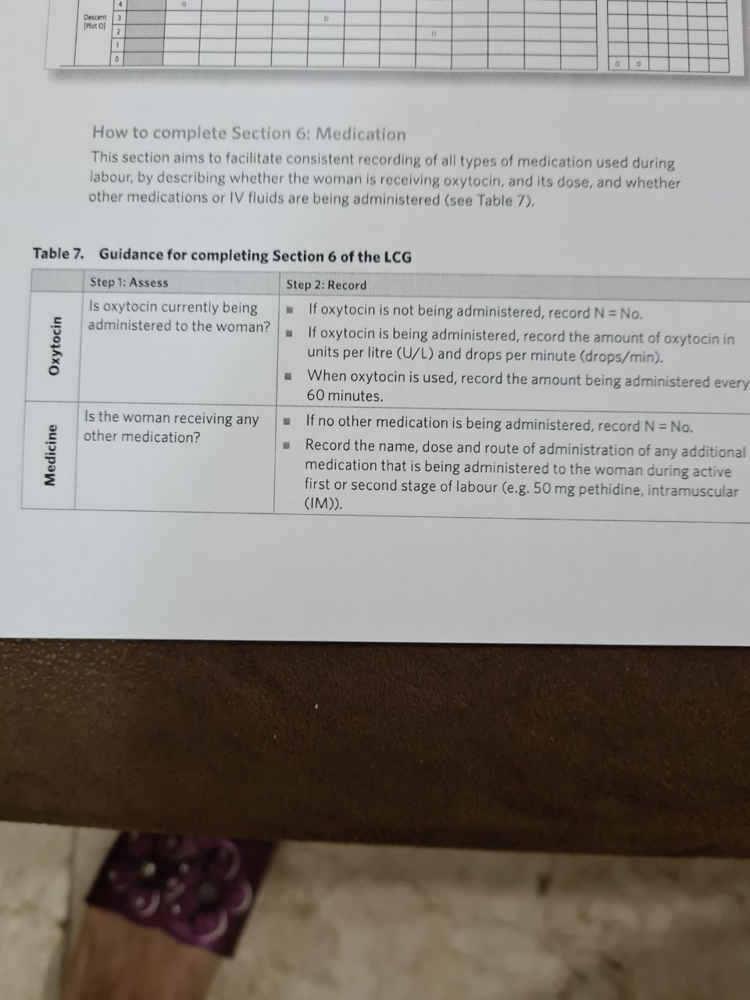 4
Descent
[Plot O]
3
2
1
0
How to complete Section 6: Medication
This section aims to facilitate consistent recording of all types of medication used during
labour, by describing whether the woman is receiving oxytocin, and its dose, and whether
other medications or IV fluids are being administered (see Table 7).
Table 7. Guidance for completing Section 6 of the LCG
Step 1: Assess
Step 2: Record
Oxytocin
Is oxytocin currently being
administered to the woman?
▪ If oxytocin is not being administered, record N = No.
▪ If oxytocin is being administered, record the amount of oxytocin in
units per litre (U/L) and drops per minute (drops/min).
▪ When oxytocin is used, record the amount being administered every
60 minutes.
Medicine
Is the woman receiving any
other medication?
▪ If no other medication is being administered, record N = No.
▪ Record the name, dose and route of administration of any additional
medication that is being administered to the woman during active
first or second stage of labour (e.g. 50 mg pethidine, intramuscular
(IM)).